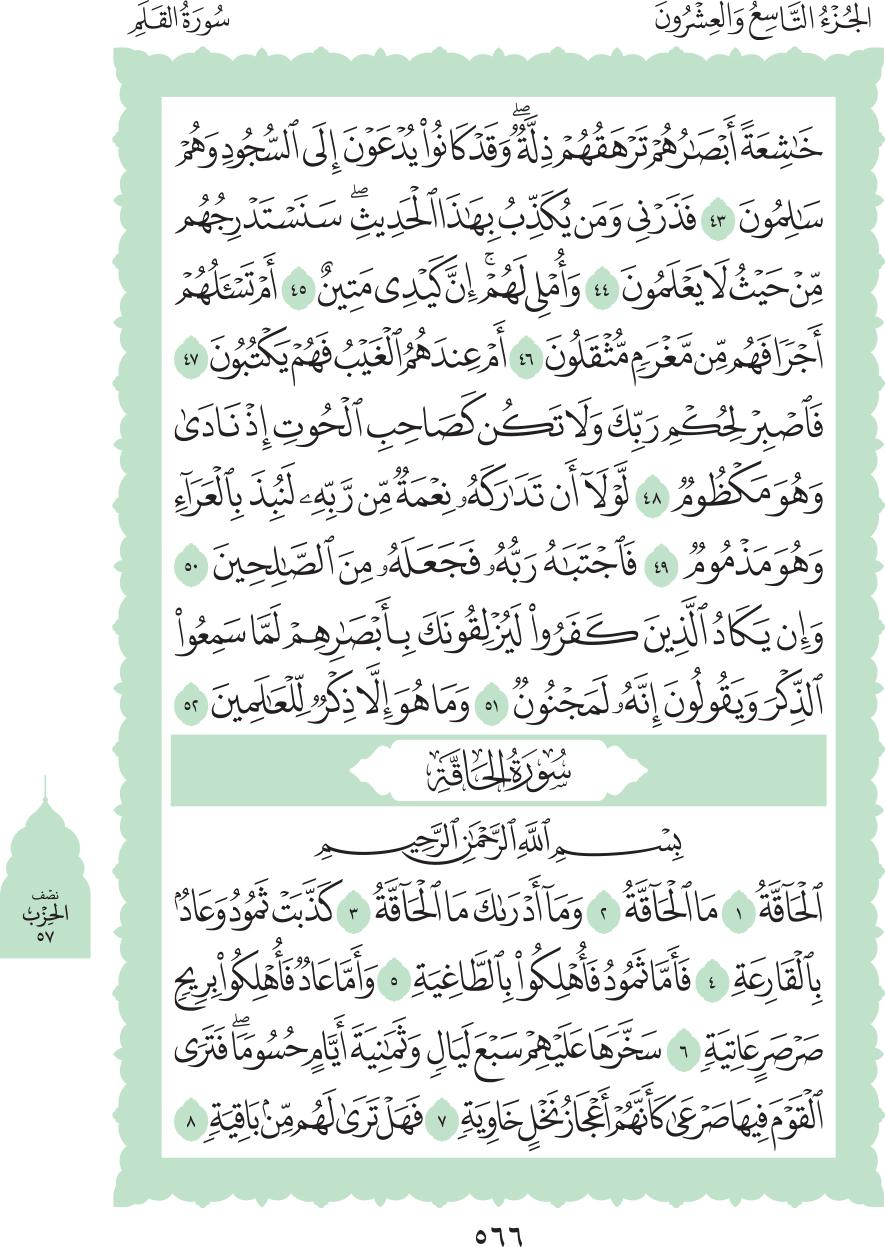 الجُزْءُ التَّاسِعُ وَالعِشْرُونَ
سُورَةُ القَلَمِ
خَٰشِعَةً أَبْصَٰرُهُمْ تَرْهَقُهُمْ ذِلَّةٌۖ وَقَدْ كَانُوا۟ يُدْعَوْنَ إِلَى ٱلسُّجُودِ وَهُمْ
سَٰلِمُونَ ٤٣ فَذَرْنِى وَمَن يُكَذِّبُ بِهَٰذَا ٱلْحَدِيثِۖ سَنَسْتَدْرِجُهُم
مِّنْ حَيْثُ لَا يَعْلَمُونَ ٤٤ وَأُمْلِى لَهُمْۚ إِنَّ كَيْدِى مَتِينٌ ٤٥ أَمْ تَسْـَٔلُهُمْ
أَجْرًا فَهُم مِّن مَّغْرَمٍ مُّثْقَلُونَ ٤٦ أَمْ عِندَهُمُ ٱلْغَيْبُ فَهُمْ يَكْتُبُونَ ٤٧
فَٱصْبِرْ لِحُكْمِ رَبِّكَ وَلَا تَكُن كَصَاحِبِ ٱلْحُوتِ إِذْ نَادَىٰ
وَهُوَ مَكْظُومٌ ٤٨ لَّوْلَآ أَن تَدَٰرَكَهُۥ نِعْمَةٌ مِّن رَّبِّهِۦ لَنُبِذَ بِٱلْعَرَآءِ
وَهُوَ مَذْمُومٌ ٤٩ فَٱجْتَبَٰهُ رَبُّهُۥ فَجَعَلَهُۥ مِنَ ٱلصَّٰلِحِينَ ٥٠
وَإِن يَكَادُ ٱلَّذِينَ كَفَرُوا۟ لَيُزْلِقُونَكَ بِأَبْصَٰرِهِمْ لَمَّا سَمِعُوا۟
ٱلذِّكْرَ وَيَقُولُونَ إِنَّهُۥ لَمَجْنُونٌ ٥١ وَمَا هُوَ إِلَّا ذِكْرٌ لِّلْعَٰلَمِينَ ٥٢
سُورَةُ الحَاقَّةِ
بِسْمِ ٱللَّهِ ٱلرَّحْمَٰنِ ٱلرَّحِيمِ
ٱلْحَآقَّةُ ١ مَا ٱلْحَآقَّةُ ٢ وَمَآ أَدْرَىٰكَ مَا ٱلْحَآقَّةُ ٣ كَذَّبَتْ ثَمُودُ وَعَادٌۢ
بِٱلْقَارِعَةِ ٤ فَأَمَّا ثَمُودُ فَأُهْلِكُوا۟ بِٱلطَّاغِيَةِ ٥ وَأَمَّا عَادٌ فَأُهْلِكُوا۟ بِرِيحٍ
صَرْصَرٍ عَاتِيَةٍ ٦ سَخَّرَهَا عَلَيْهِمْ سَبْعَ لَيَالٍ وَثَمَٰنِيَةَ أَيَّامٍ حُسُومًاۖ فَتَرَى
ٱلْقَوْمَ فِيهَا صَرْعَىٰ كَأَنَّهُمْ أَعْجَازُ نَخْلٍ خَاوِيَةٍ ٧ فَهَلْ تَرَىٰ لَهُم مِّنۢ بَاقِيَةٍ ٨
نصف
الحِزْب
٥٧
٥٦٦